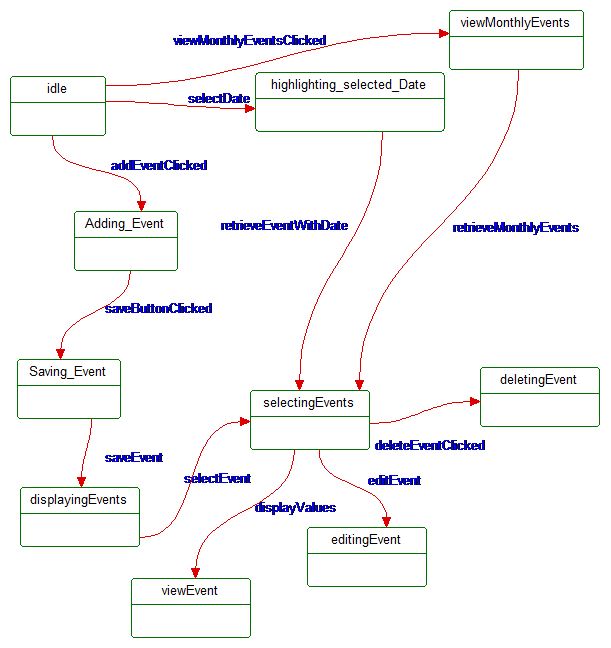 viewMonthlyEvents
viewMonthlyEventsClicked
idle
highlighting_selected_Date
selectDate
addEventClicked
Adding_Event
retrieveEventWithDate
retrieveMonthlyEvents
saveButtonClicked
Saving_Event
deletingEvent
selectingEvents
deleteEventClicked
saveEvent
selectEvent
editEvent
displayingEvents
displayValues
editingEvent
viewEvent